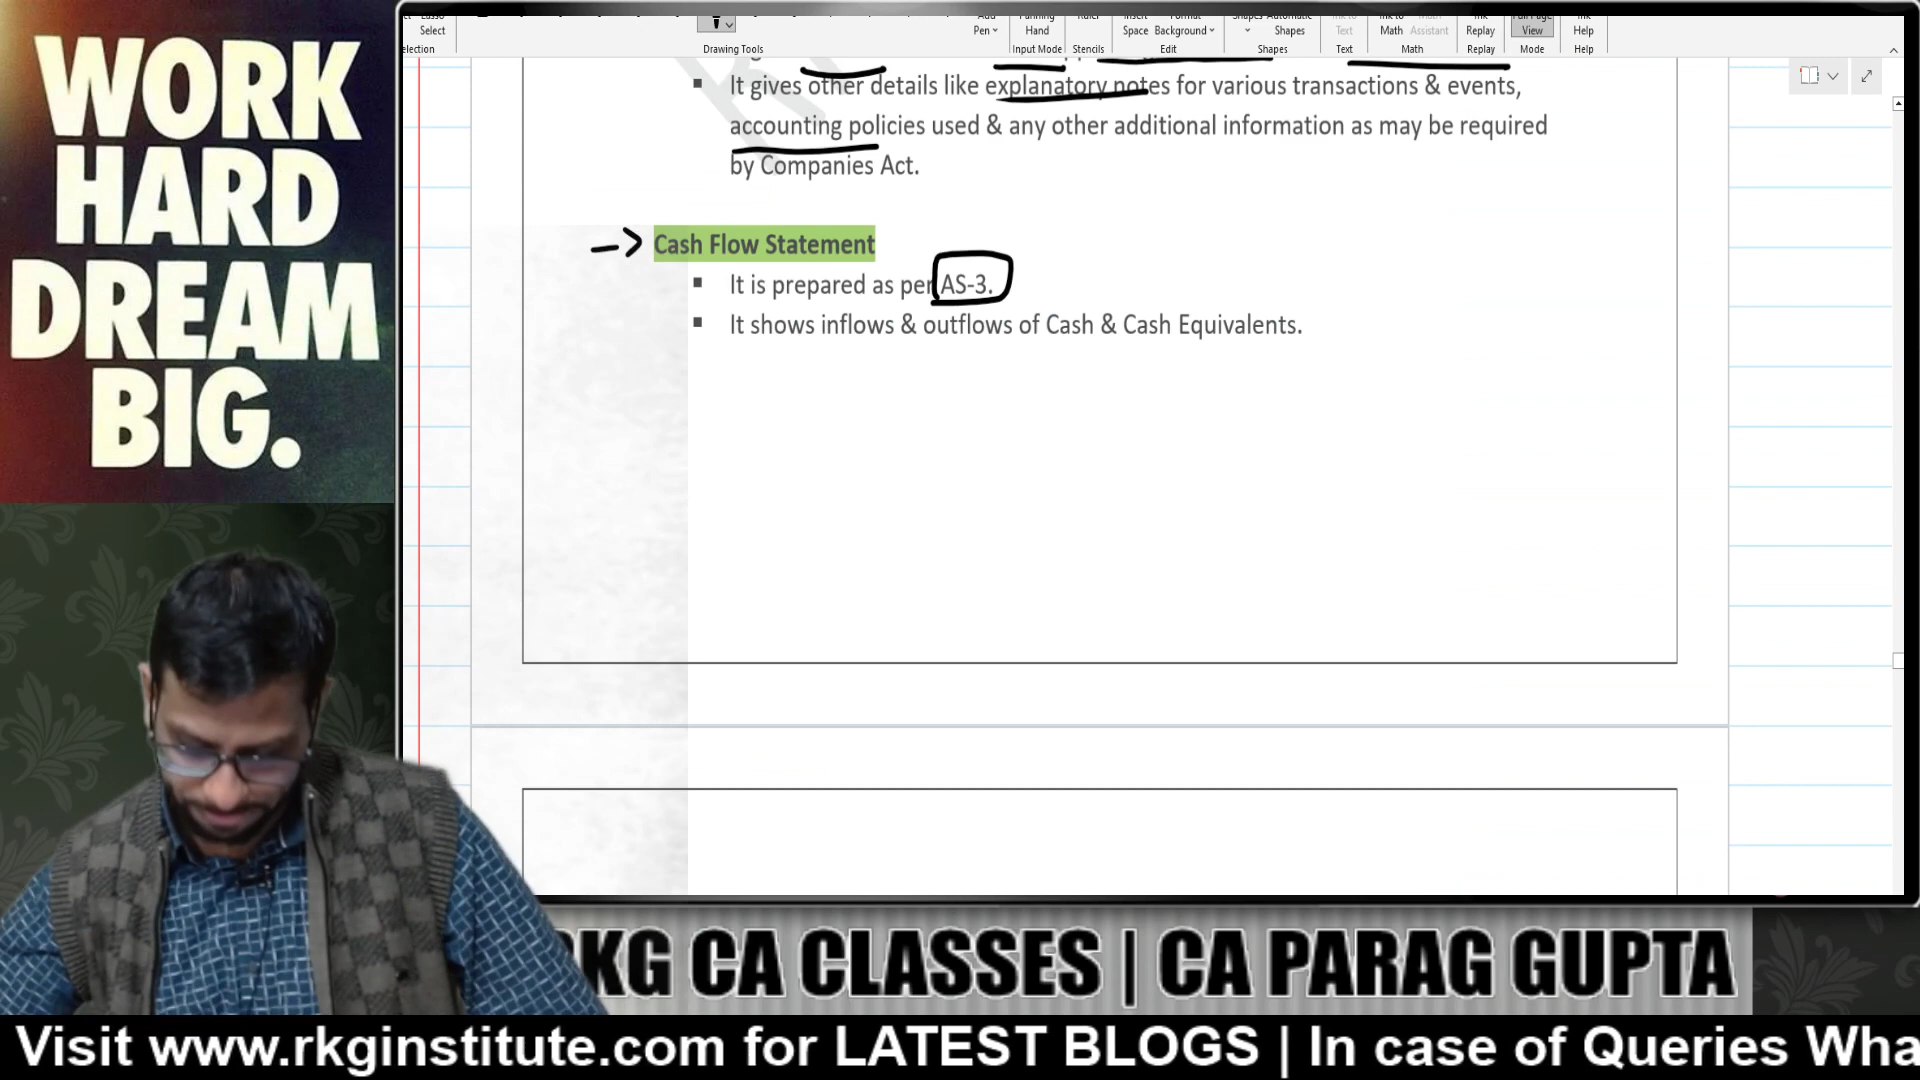 WORK
HARD
DREAM
BIG.
Select
Pen
Hand
Space
Background
Shapes
Text
Math
Assistant
Replay
View
Help
Drawing Tools
Input Mode
Stencils
Edit
Shapes
Text
Math
Replay
Mode
Help
It gives other details like explanatory notes for various transactions & events,
accounting policies used & any other additional information as may be required
by Companies Act.
Cash Flow Statement
It is prepared as per AS-3.
It shows inflows & outflows of Cash & Cash Equivalents.
RKG CA CLASSES | CA PARAG GUPTA
Visit www.rkginstitute.com for LATEST BLOGS | In case of Queries Wha